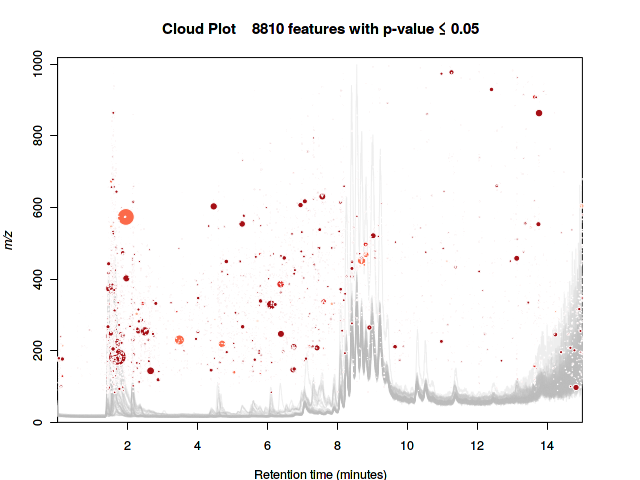 Cloud Plot    8810 features with p-value ≤ 0.05
m/z
1000
800
600
400
200
0
2 4 6 8 10 12 14
Retention time (minutes)